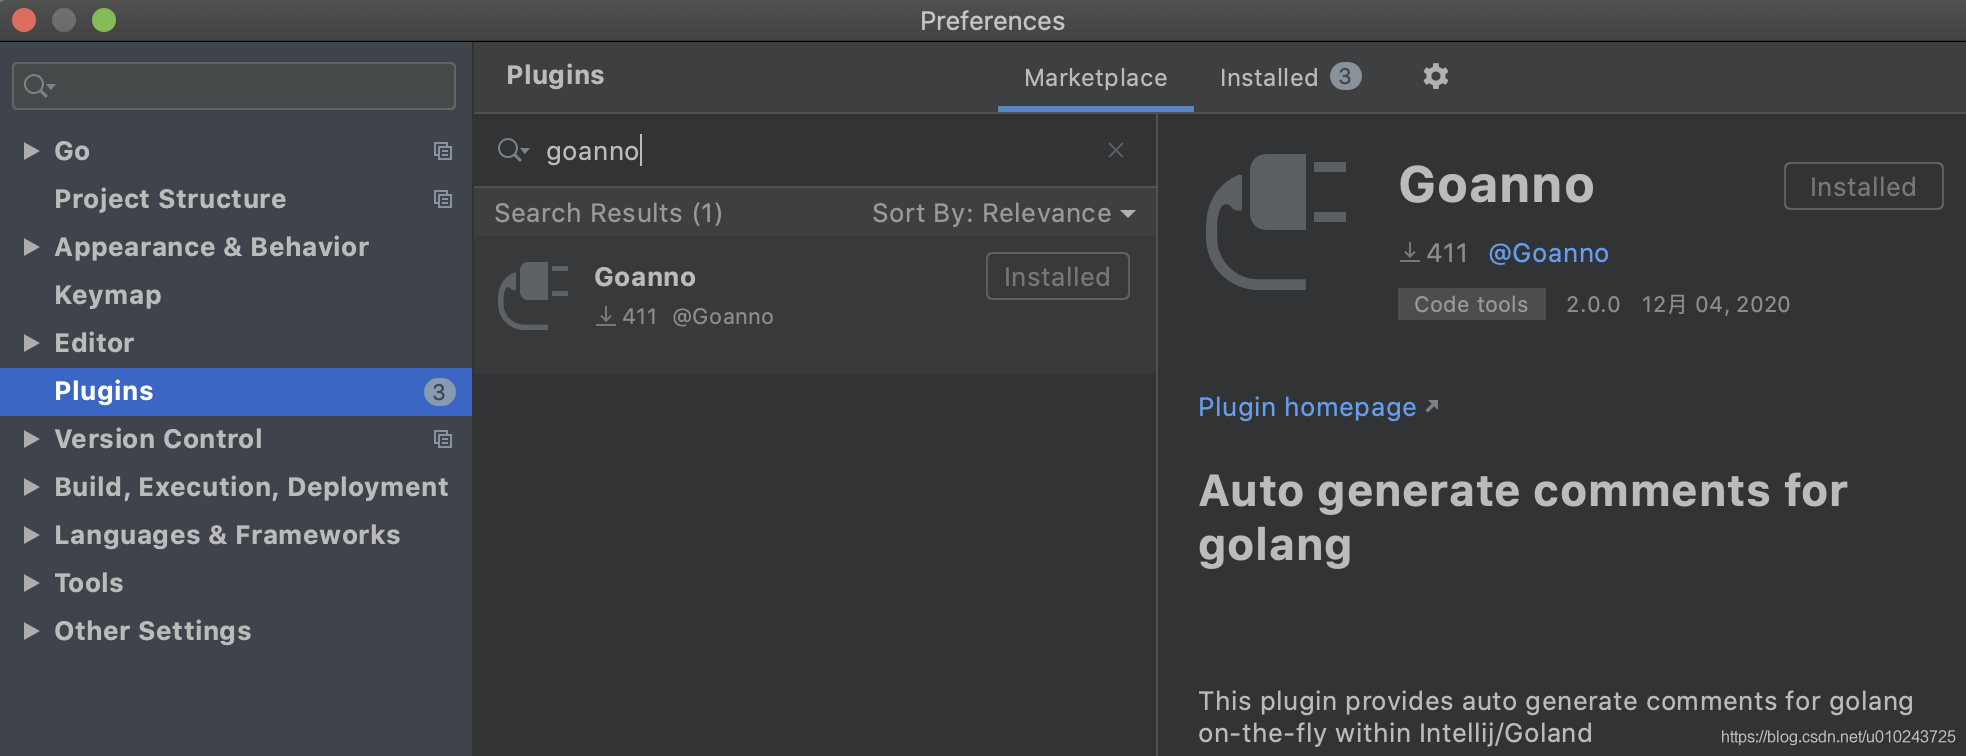 Preferences
Plugins
Marketplace
Installed 3
Go
Project Structure
Appearance & Behavior
Keymap
Editor
Plugins 3
Version Control
Build, Execution, Deployment
Languages & Frameworks
Tools
Other Settings
goanno
Search Results (1)
Sort By: Relevance
Goanno
Installed
411 @Goanno
Goanno
Installed
411 @Goanno
Code tools 2.0.0 12月 04, 2020
Plugin homepage
Auto generate comments for
golang
This plugin provides auto generate comments for golang
on-the-fly within Intellij/Goland
https://blog.csdn.net/u010243725